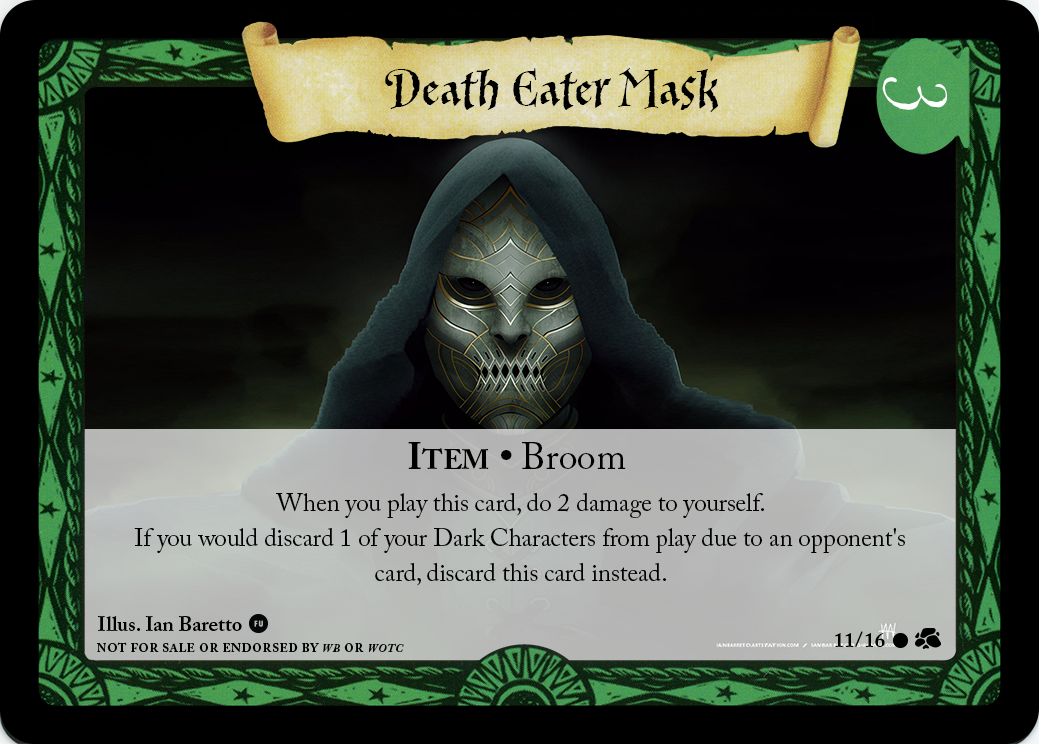 Death Eater Mask
3
ITEM • Broom
When you play this card, do 2 damage to yourself.
If you would discard 1 of your Dark Characters from play due to an opponent's
card, discard this card instead.
Illus. Ian Baretto FU
NOT FOR SALE OR ENDORSED BY WB OR WOTC
11/16